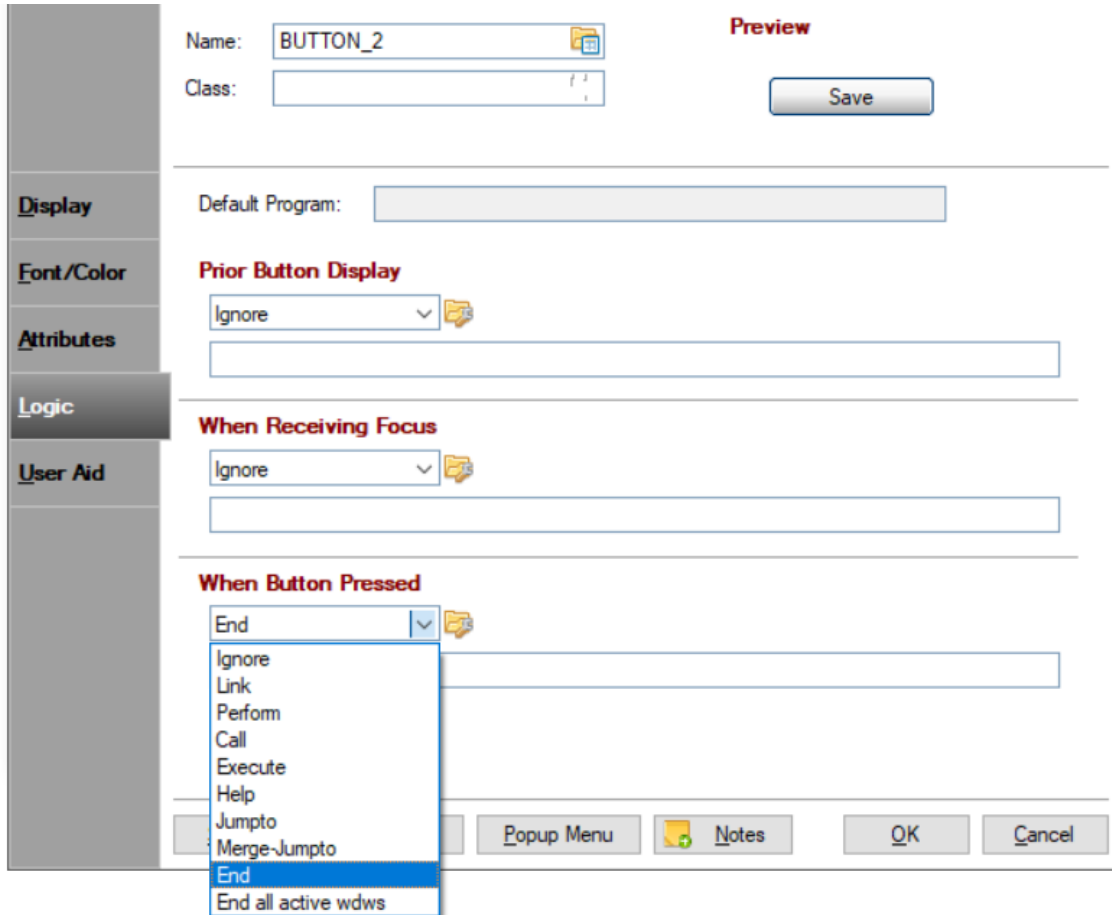 Name: BUTTON_2
Preview
Class:
Save
Display
Default Program:
Font/Color
Prior Button Display
Ignore
Attributes
Logic
When Receiving Focus
Ignore
User Aid
When Button Pressed
End
Ignore
Link
Perform
Call
Execute
Help
Jumpto
Merge-Jumpto
End
End all active wdws
Popup Menu
Notes
OK
Cancel